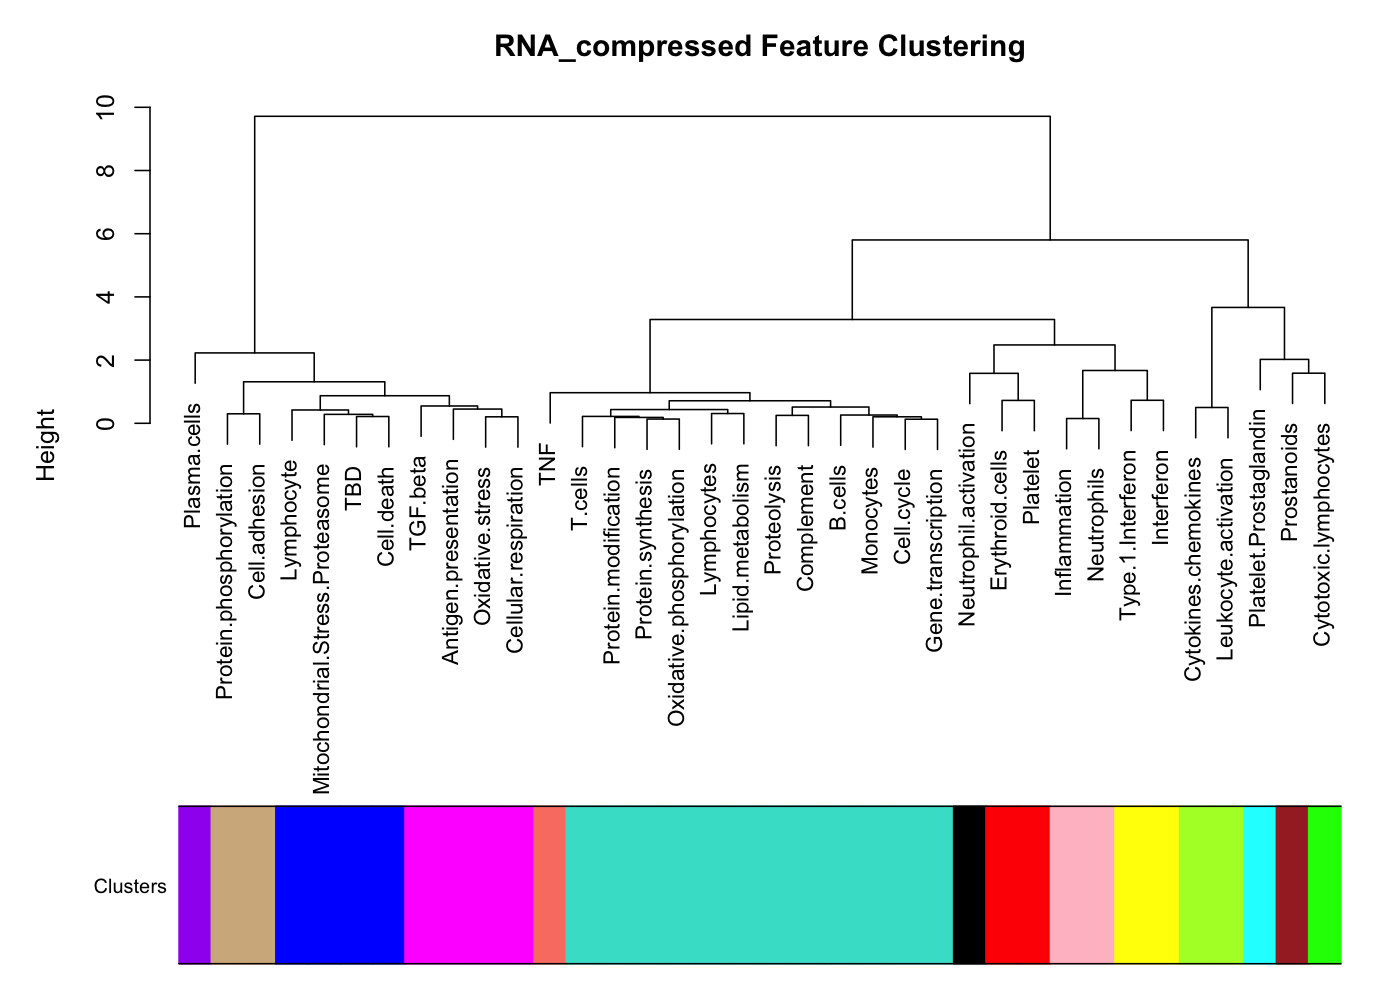 RNA_compressed Feature Clustering
Height
10
8
6
4
2
0
Plasma.cells
Protein.phosphorylation
Cell.adhesion
Lymphocyte
Mitochondrial.Stress.Proteasome
TBD
Cell.death
TGF.beta
Antigen.presentation
Oxidative.stress
Cellular.respiration
TNF
T.cells
Protein.modification
Protein.synthesis
Oxidative.phosphorylation
Lymphocytes
Lipid.metabolism
Proteolysis
Complement
B.cells
Monocytes
Cell.cycle
Gene.transcription
Neutrophil.activation
Erythroid.cells
Platelet
Inflammation
Neutrophils
Type.1.Interferon
Interferon
Cytokines.chemokines
Leukocyte.activation
Platelet.Prostaglandin
Prostanoids
Cytotoxic.lymphocytes
Clusters